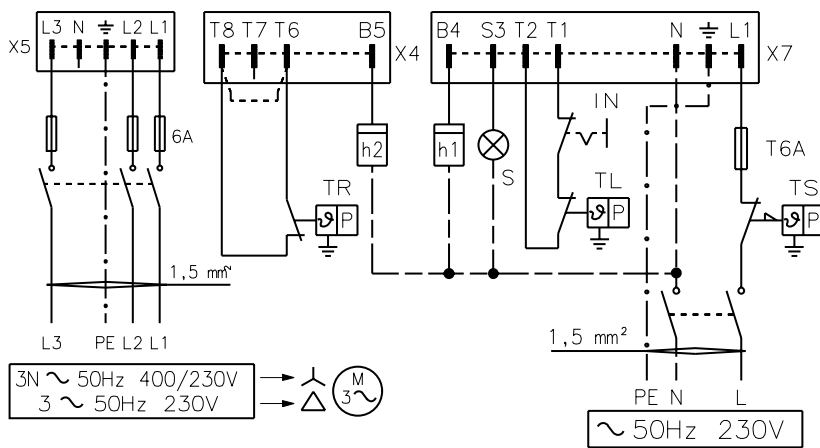 L3 N L2 L1
X5
T8 T7 T6 B5
X4
B4 S3 T2 T1 N L1
X7
6A
h2
h1
S
IN
T6A
TR
ϑ P
TL
ϑ P
TS
ϑ P
1,5 mm²
1,5 mm²
L3 PE L2 L1
3N ~ 50Hz 400/230V
3 ~ 50Hz 230V
M
3~
PE N L
~ 50Hz 230V